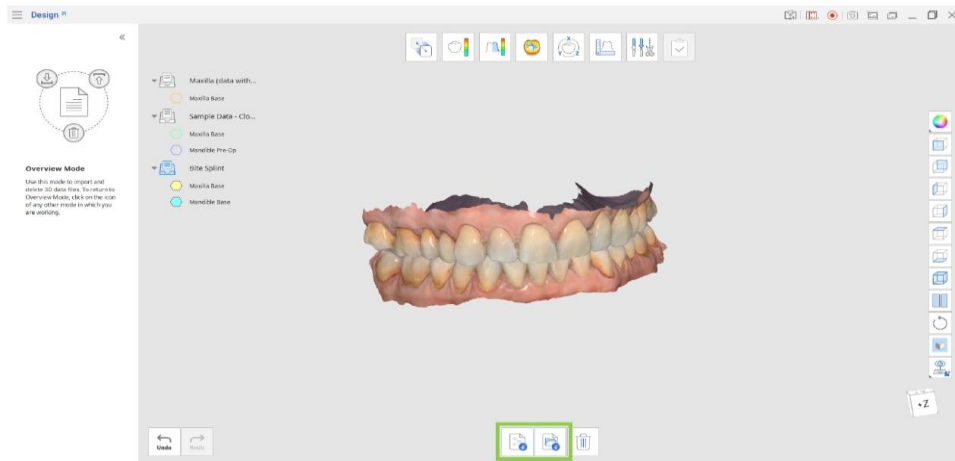 Design
Overview Mode
Use this mode to import and
delete 3D data files. To return to
Overview Mode, click on the icon
of any other mode in which you
are working.
Maxilla (data with...
Maxilla Base
Sample Data - Clo...
Maxilla Base
Mandible Pre-Op
Bite Splint
Maxilla Base
Mandible Base
X
Y
Z
+Z
Undo
Redo